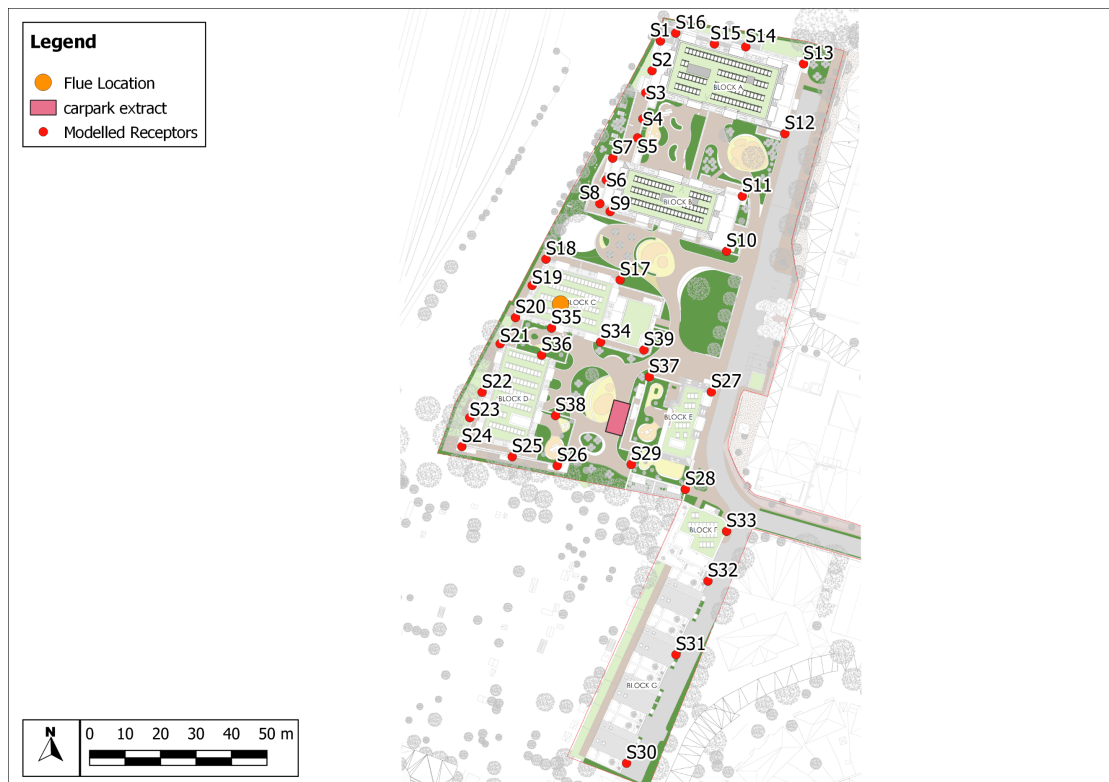 Legend
Flue Location
carpark extract
Modelled Receptors
S1
S16
S15
S14
S13
S2
BLOCK A
S3
S4
S12
S5
S7
S6
S11
S8
BLOCK B
S9
S10
S18
S17
S19
BLOCK C
S20
S35
S21
S34
S39
S36
S37
S22
S27
BLOCK D
S23
S38
BLOCK E
S24
S25
S26
S29
S28
BLOCK F
S33
S32
S31
BLOCK G
S30
N
0 10 20 30 40 50 m